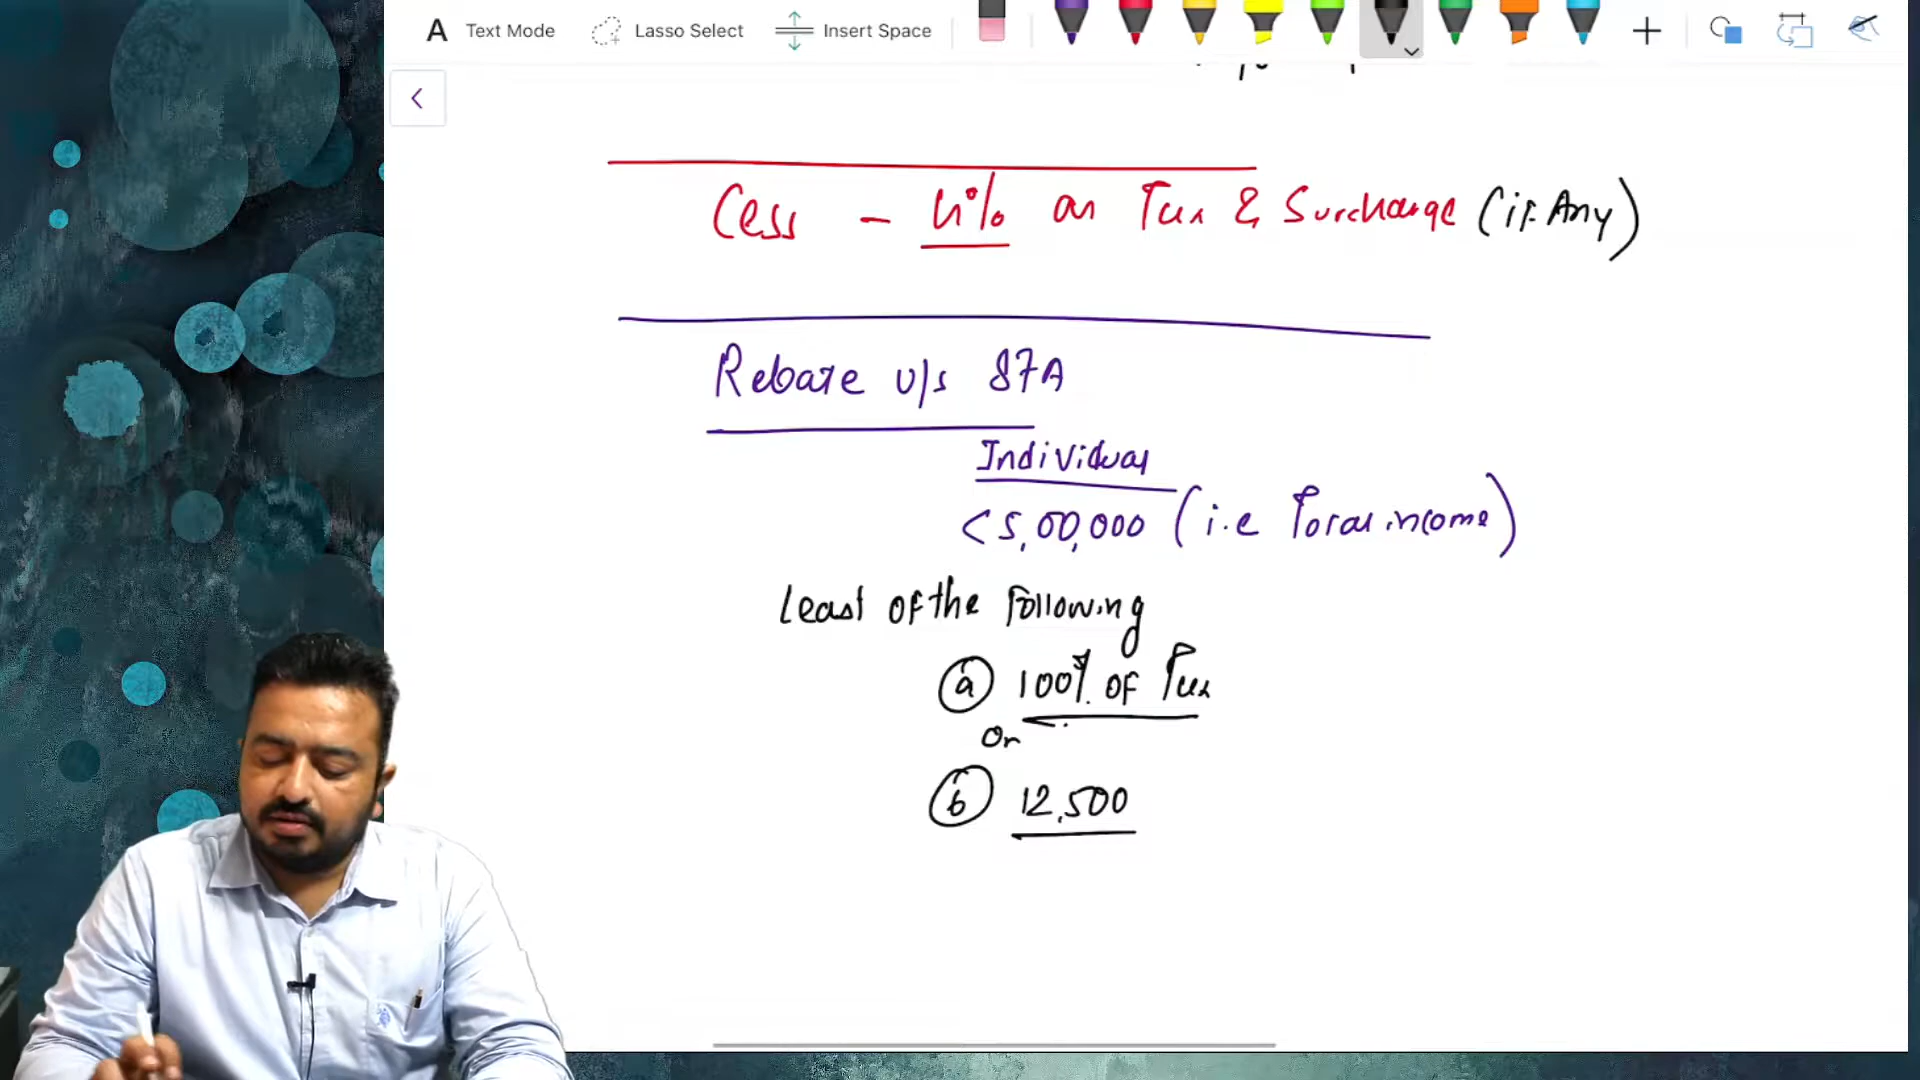 A Text Mode Lasso Select Insert Space
Cess - 4% on Tax & Surcharge (if Any)
Rebate u/s 87A
Individual
< 5,00,000 (i.e Total income)
Least of the following
(a) 100% of Tax
Or
(b) 12,500